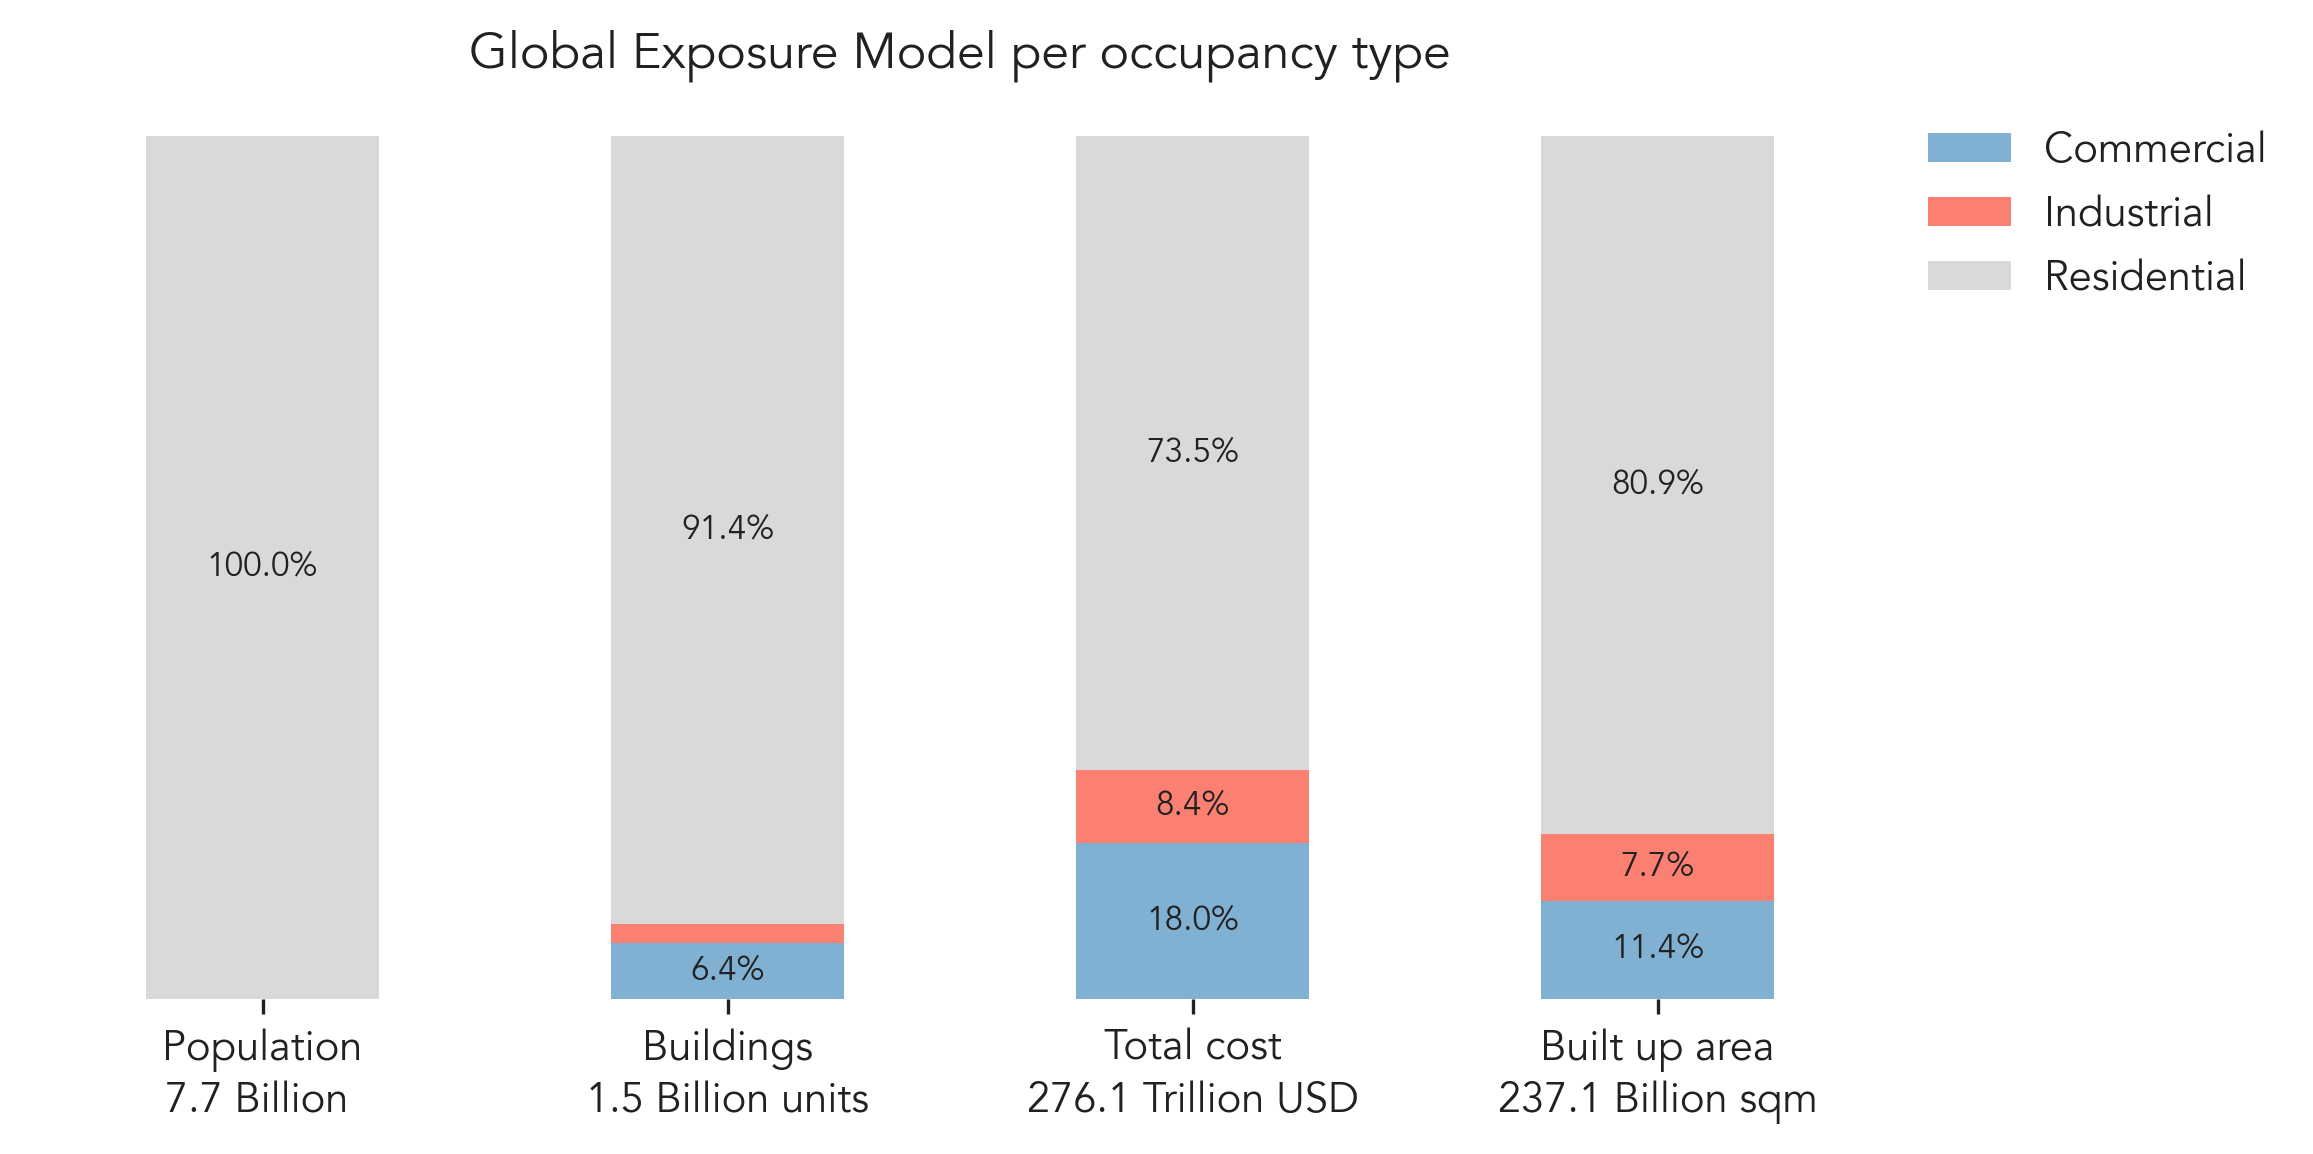 Global Exposure Model per occupancy type
Commercial
Industrial
Residential
100.0%
91.4%
6.4%
73.5%
8.4%
18.0%
80.9%
7.7%
11.4%
Population
7.7 Billion
Buildings
1.5 Billion units
Total cost
276.1 Trillion USD
Built up area
237.1 Billion sqm